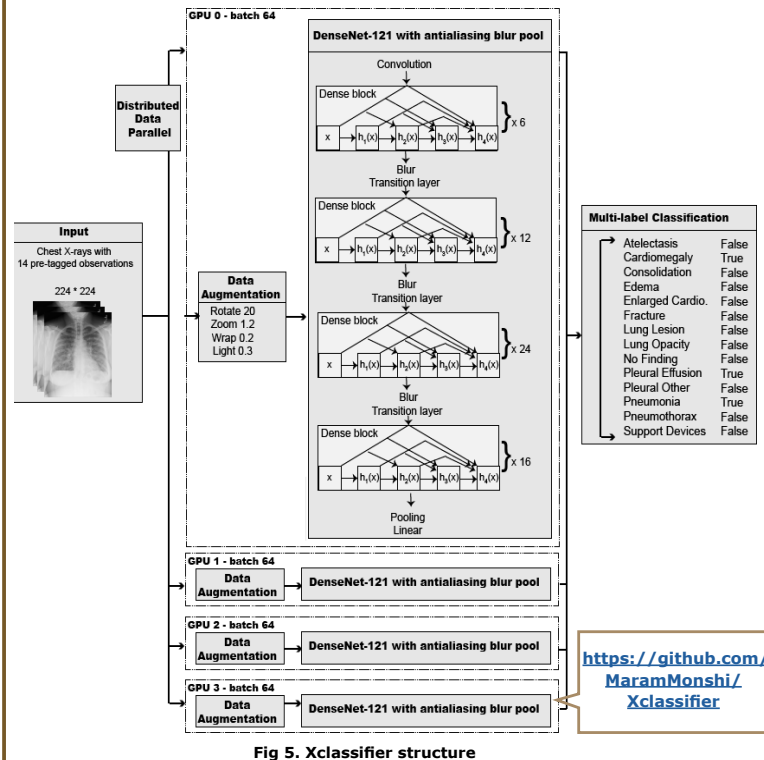 GPU 0 - batch 64
Distributed
Data
Parallel
Input
Chest X-rays with
14 pre-tagged observations
224 * 224
Data
Augmentation
Rotate 20
Zoom 1.2
Wrap 0.2
Light 0.3
DenseNet-121 with antialiasing blur pool
Convolution
Dense block
x h₁(x) h₂(x) h₃(x) h₄(x)
x 6
Blur
Transition layer
Dense block
x h₁(x) h₂(x) h₃(x) h₄(x)
x 12
Blur
Transition layer
Dense block
x h₁(x) h₂(x) h₃(x) h₄(x)
x 24
Blur
Transition layer
Dense block
x h₁(x) h₂(x) h₃(x) h₄(x)
x 16
Pooling
Linear
Multi-label Classification
Atelectasis False
Cardiomegaly True
Consolidation False
Edema False
Enlarged Cardio. False
Fracture False
Lung Lesion False
Lung Opacity False
No Finding False
Pleural Effusion True
Pleural Other False
Pneumonia True
Pneumothorax False
Support Devices False
GPU 1 - batch 64
Data
Augmentation
DenseNet-121 with antialiasing blur pool
GPU 2 - batch 64
Data
Augmentation
DenseNet-121 with antialiasing blur pool
GPU 3 - batch 64
Data
Augmentation
DenseNet-121 with antialiasing blur pool
https://github.com/
MaramMonshi/
Xclassifier
Fig 5. Xclassifier structure